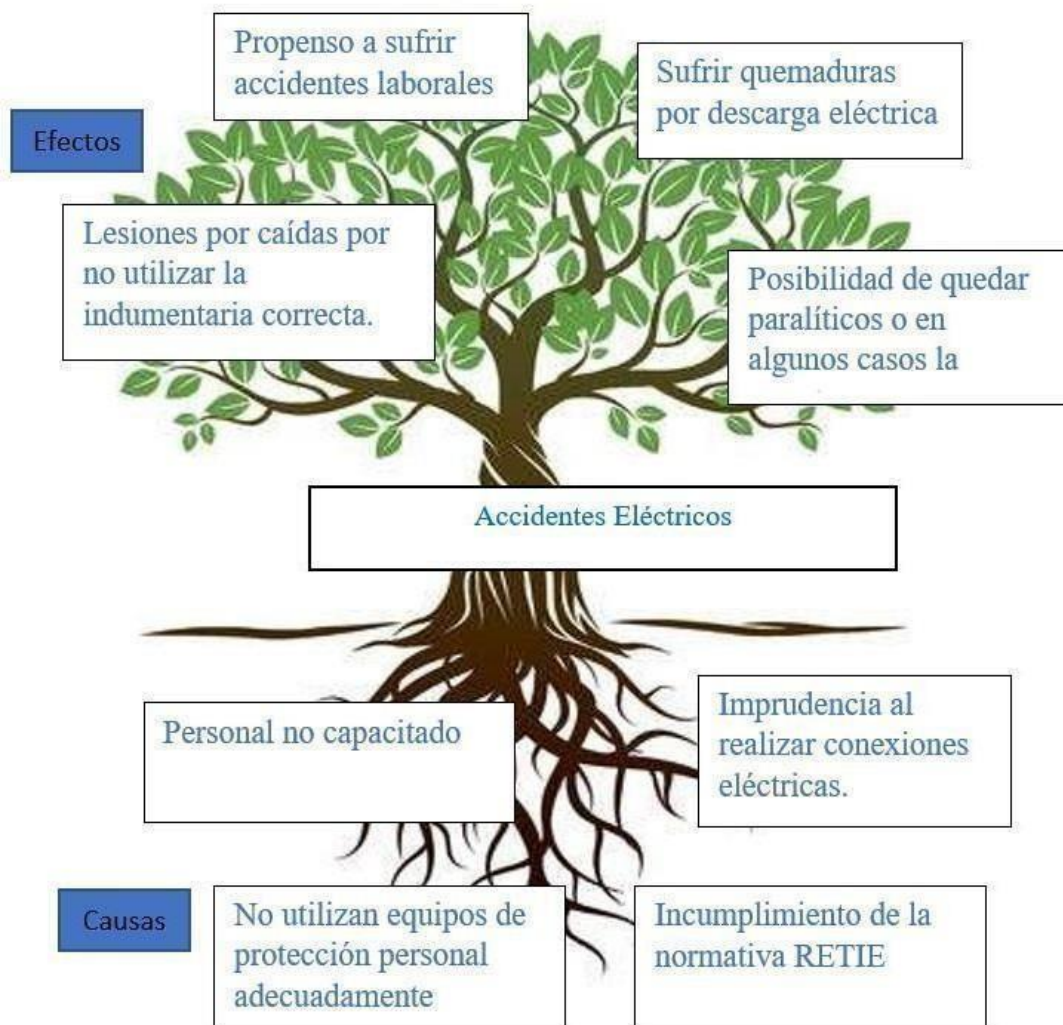 Propenso a sufrir
accidentes laborales
Sufrir quemaduras
por descarga eléctrica
Efectos
Lesiones por caídas por
no utilizar la
indumentaria correcta.
Posibilidad de quedar
paralíticos o en
algunos casos la
Accidentes Eléctricos
Personal no capacitado
Imprudencia al
realizar conexiones
eléctricas.
Causas
No utilizan equipos de
protección personal
adecuadamente
Incumplimiento de la
normativa RETIE